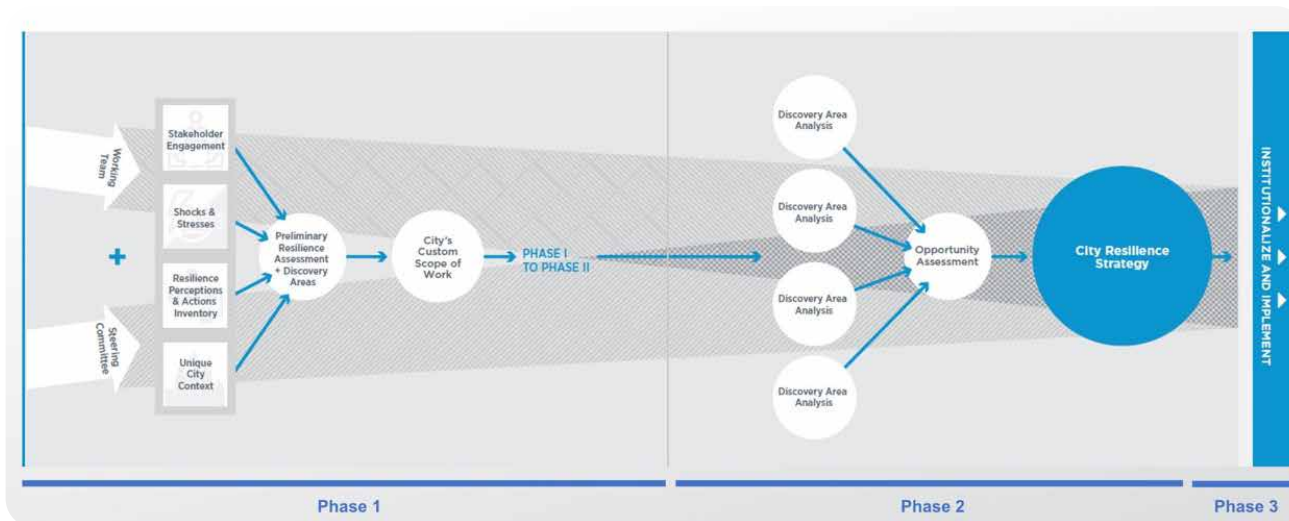 Working
Team
+
Steering
Committee
Stakeholder
Engagement
Shocks &
Stresses
Resilience
Perceptions
& Actions
Inventory
Unique
City
Context
Preliminary
Resilience
Assessment
+ Discovery
Areas
City's
Custom
Scope of
Work
PHASE I
TO PHASE II
Discovery Area
Analysis
Discovery Area
Analysis
Discovery Area
Analysis
Discovery Area
Analysis
Opportunity
Assessment
City Resilience
Strategy
INSTITUTIONALIZE AND IMPLEMENT
Phase 1
Phase 2
Phase 3